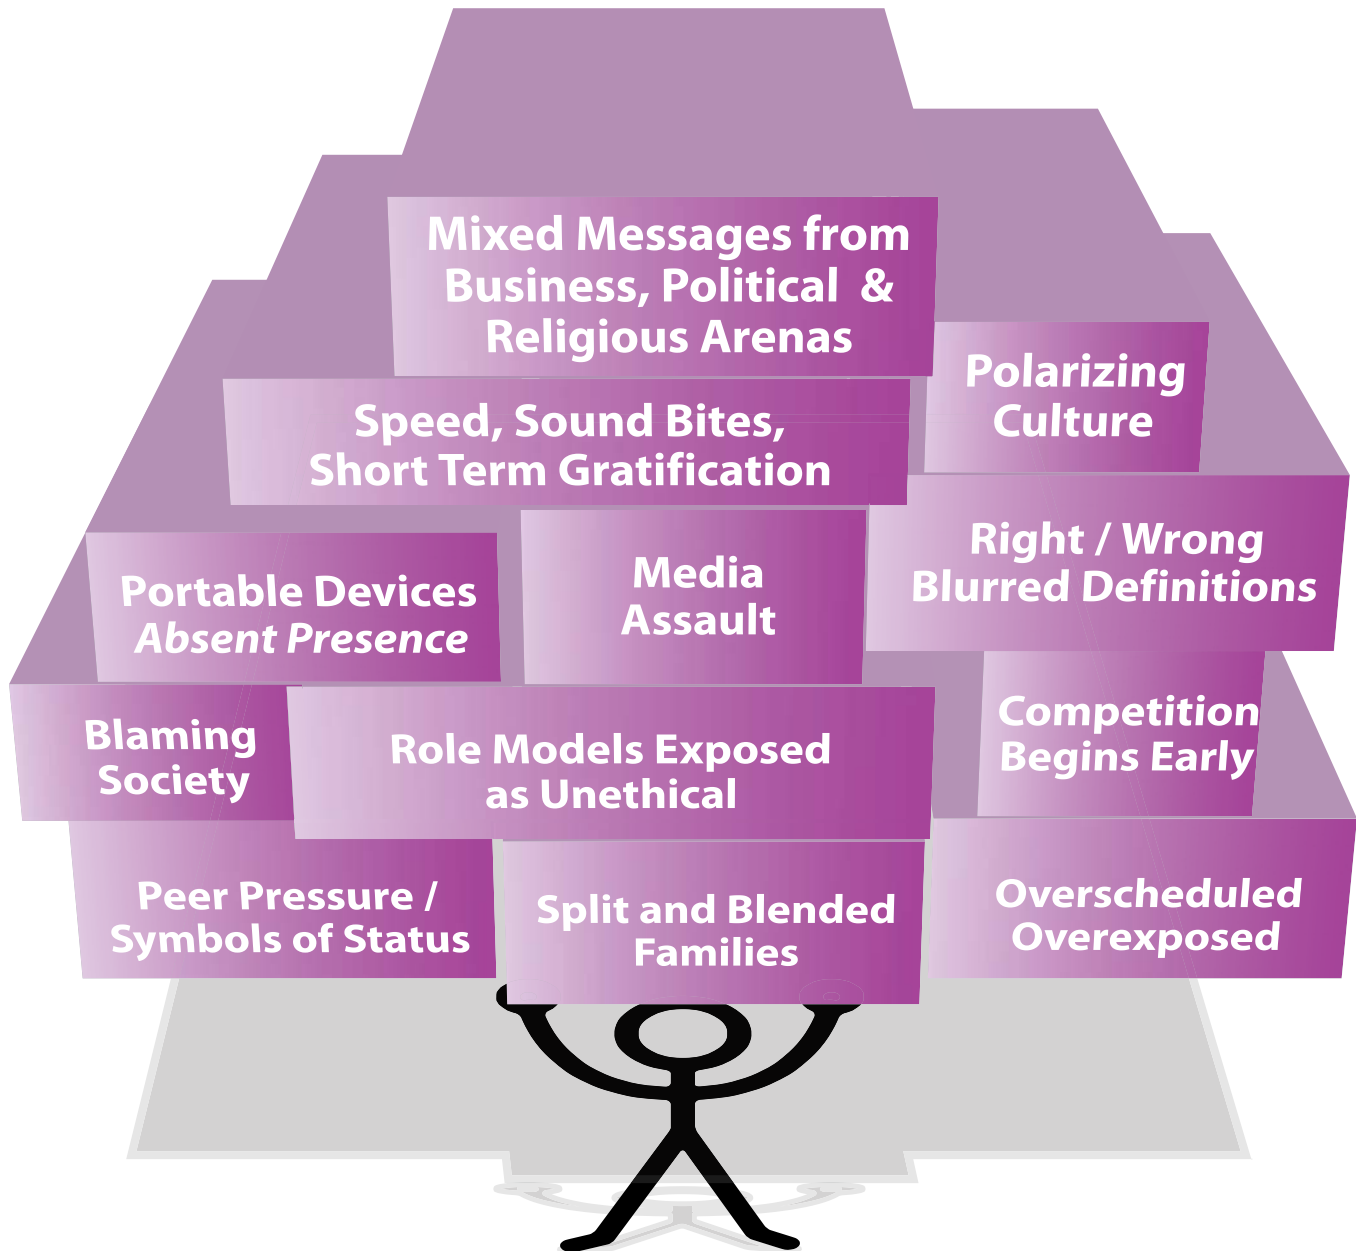 Mixed Messages from
Business, Political &
Religious Arenas
Polarizing
Culture
Speed, Sound Bites,
Short Term Gratification
Right / Wrong
Blurred Definitions
Portable Devices
Absent Presence
Media
Assault
Blaming
Society
Role Models Exposed
as Unethical
Competition
Begins Early
Peer Pressure /
Symbols of Status
Split and Blended
Families
Overscheduled
Overexposed